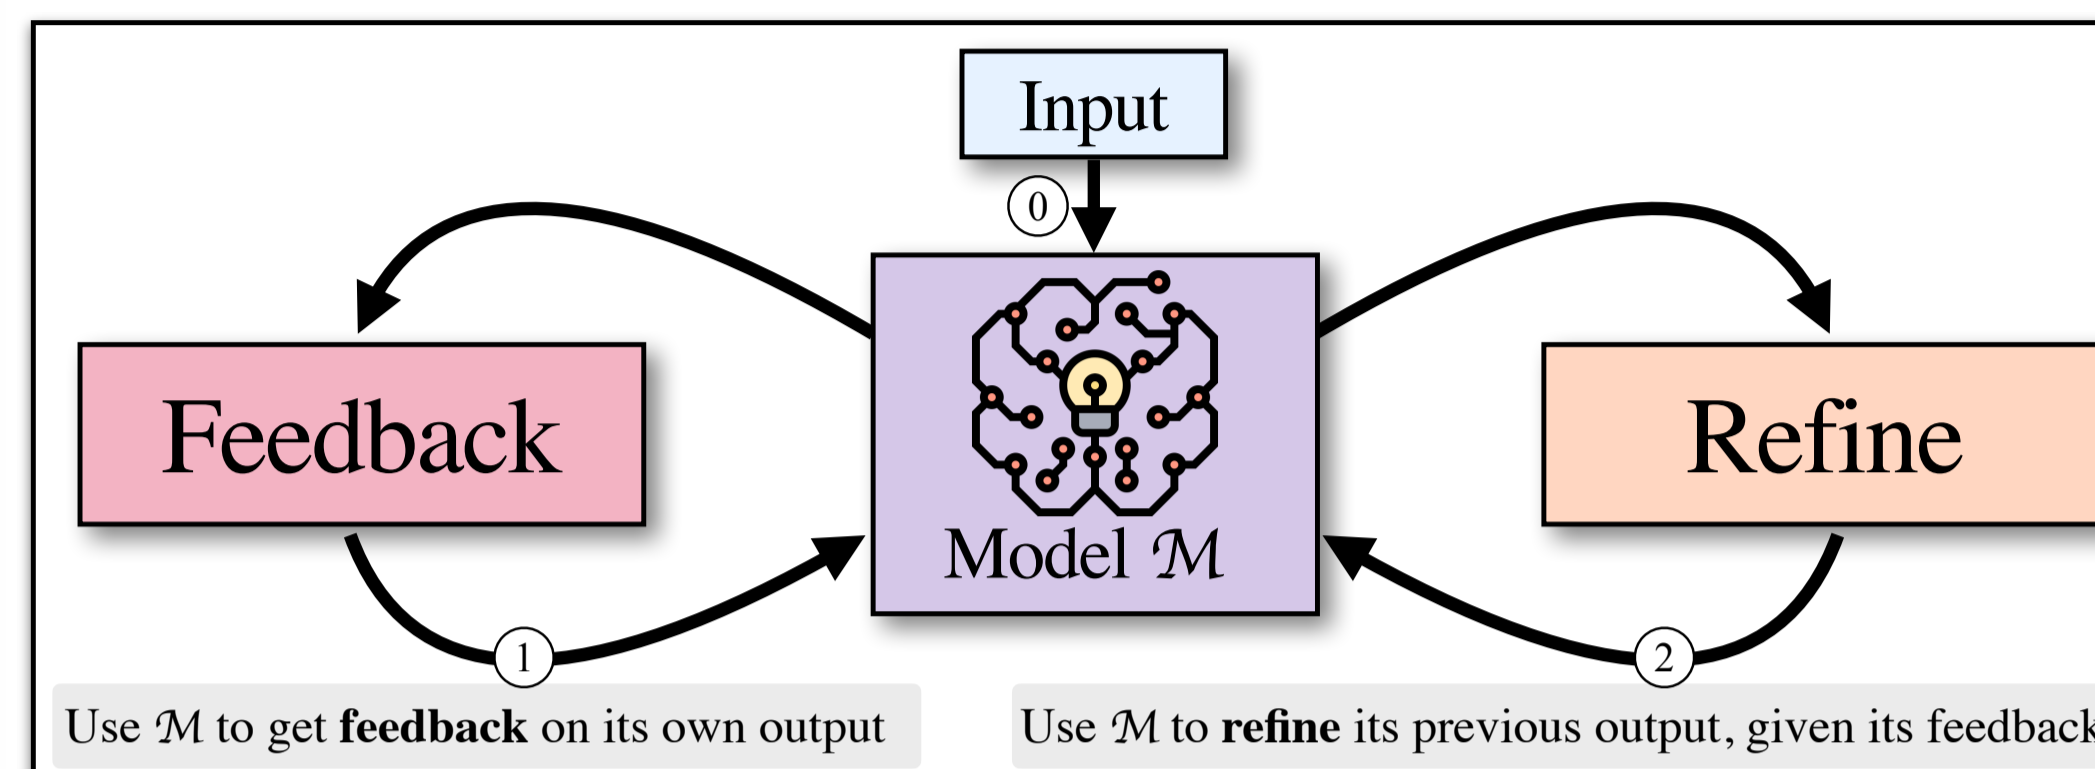 Input
0
Feedback
Refine
Model ℳ
1
2
Use ℳ to get feedback on its own output
Use ℳ to refine its previous output, given its feedback